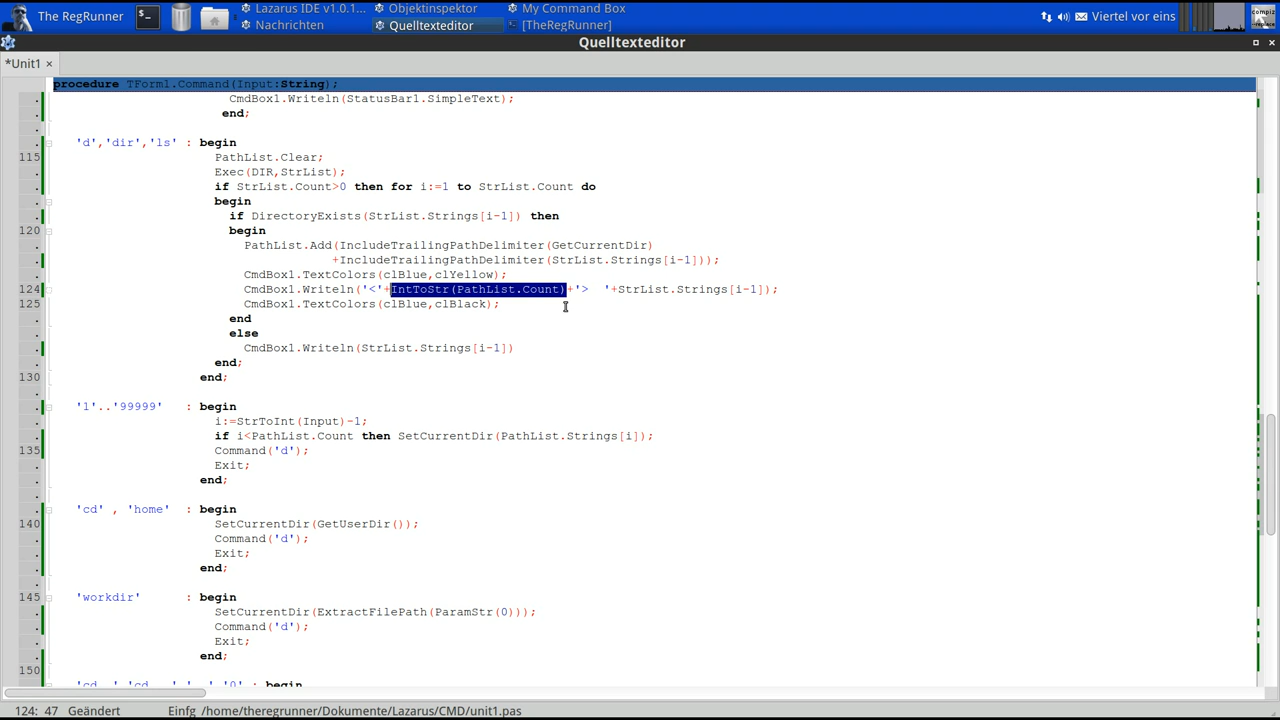 The RegRunner
Lazarus IDE v1.0.1...
Nachrichten
Objektinspektor
Quelltexteditor
My Command Box
[TheRegRunner]
Viertel vor eins
compiz
--replace
Quelltexteditor
*Unit1 ×
procedure TForm1.Command(Input:String);
CmdBox1.Writeln(StatusBar1.SimpleText);
end;
'd','dir','ls' : begin
115 PathList.Clear;
Exec(DIR,StrList);
if StrList.Count>0 then for i:=1 to StrList.Count do
begin
if DirectoryExists(StrList.Strings[i-1]) then
120 begin
PathList.Add(IncludeTrailingPathDelimiter(GetCurrentDir)
+IncludeTrailingPathDelimiter(StrList.Strings[i-1]));
CmdBox1.TextColors(clBlue,clYellow);
124 CmdBox1.Writeln('<'+IntToStr(PathList.Count)+'>  '+StrList.Strings[i-1]);
125 CmdBox1.TextColors(clBlue,clBlack);
end
else
CmdBox1.Writeln(StrList.Strings[i-1])
end;
130 end;
'1'..'99999' : begin
i:=StrToInt(Input)-1;
if i<PathList.Count then SetCurrentDir(PathList.Strings[i]);
135 Command('d');
Exit;
end;
'cd' , 'home' : begin
140 SetCurrentDir(GetUserDir());
Command('d');
Exit;
end;
145 'workdir' : begin
SetCurrentDir(ExtractFilePath(ParamStr(0)));
Command('d');
Exit;
end;
150
124: 47 Geändert Einfg /home/theregrunner/Dokumente/Lazarus/CMD/unit1.pas